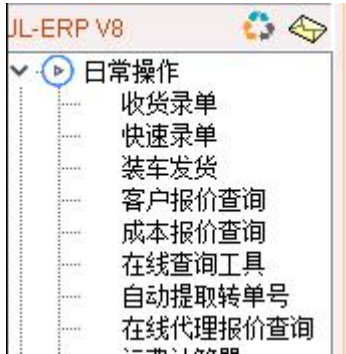 JL-ERP V8
日常操作
收货录单
快速录单
装车发货
客户报价查询
成本报价查询
在线查询工具
自动提取转单号
在线代理报价查询